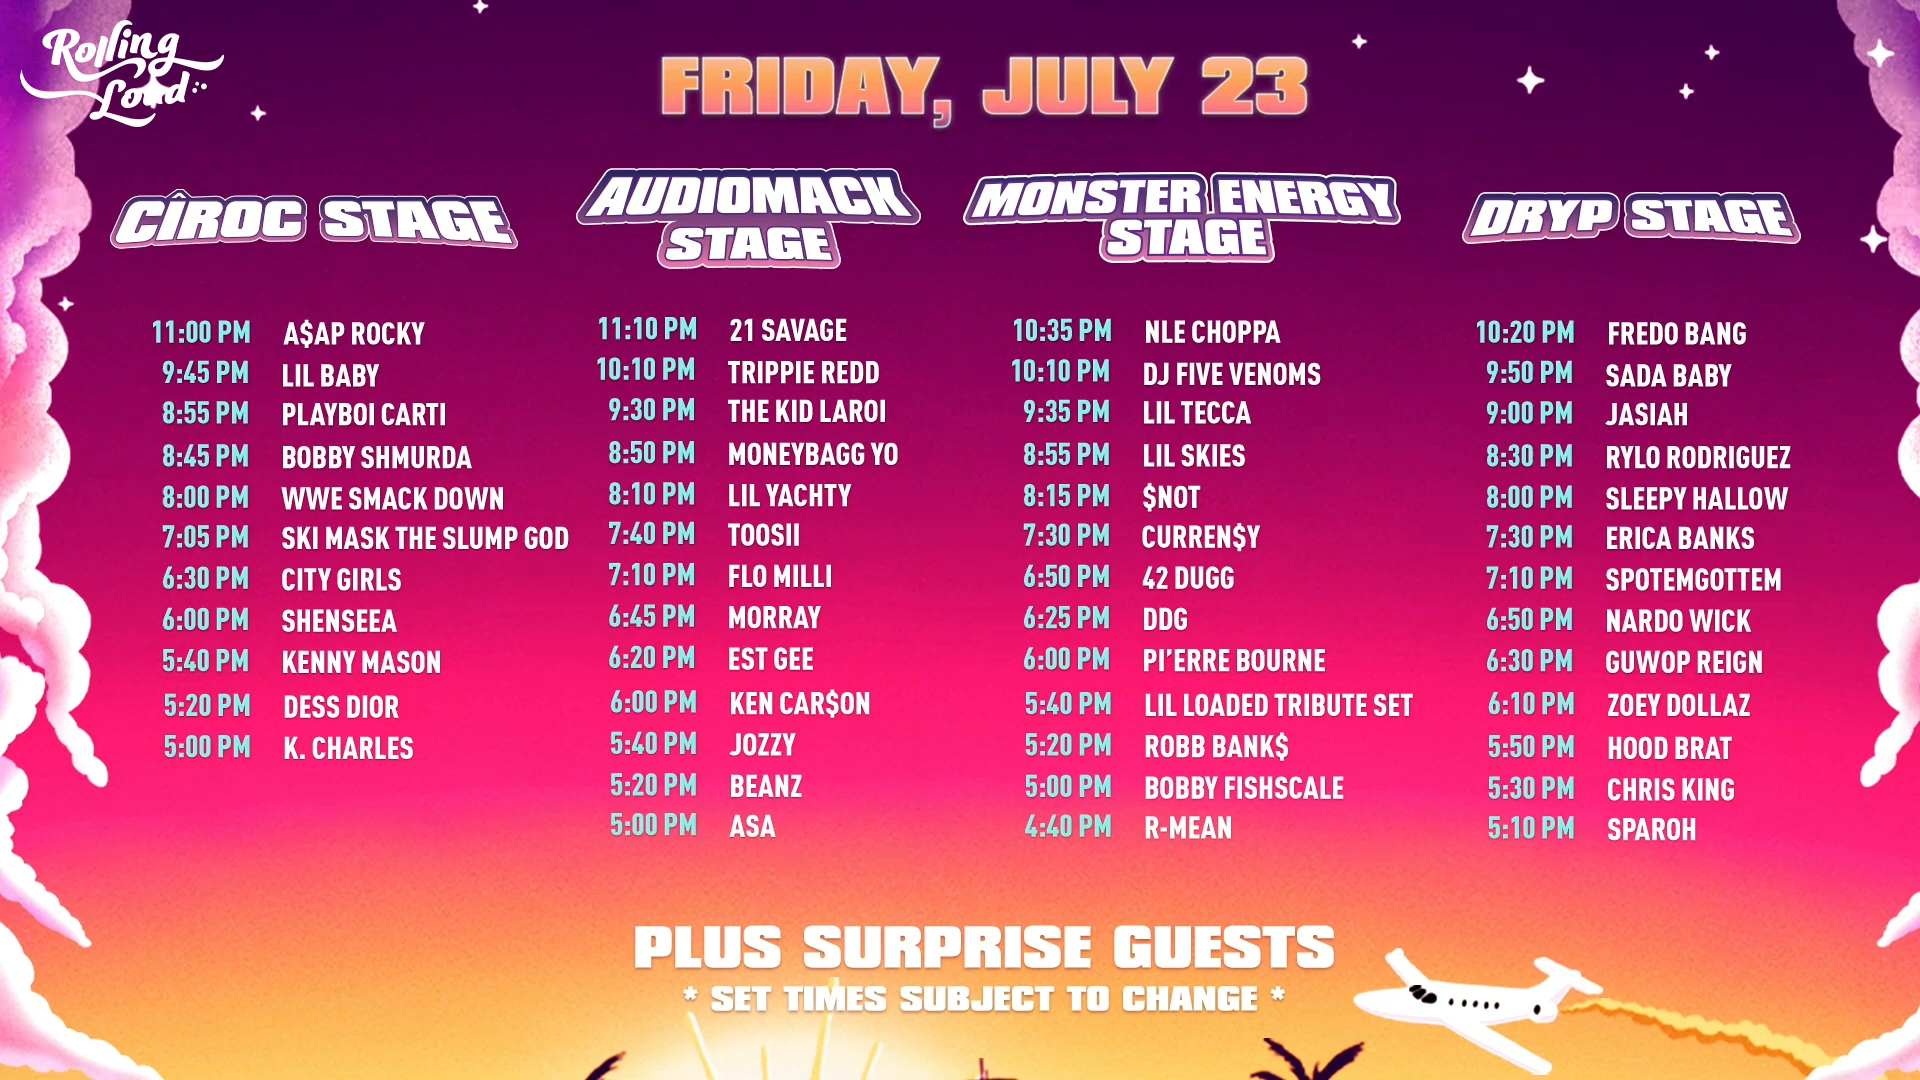 Rolling
Loud
FRIDAY, JULY 23
CÎROC STAGE
11:00 PM A$AP ROCKY
9:45 PM LIL BABY
8:55 PM PLAYBOI CARTI
8:45 PM BOBBY SHMURDA
8:00 PM WWE SMACK DOWN
7:05 PM SKI MASK THE SLUMP GOD
6:30 PM CITY GIRLS
6:00 PM SHENSEEA
5:40 PM KENNY MASON
5:20 PM DESS DIOR
5:00 PM K. CHARLES
AUDIOMACK
STAGE
11:10 PM 21 SAVAGE
10:10 PM TRIPPIE REDD
9:30 PM THE KID LAROI
8:50 PM MONEYBAGG YO
8:10 PM LIL YACHTY
7:40 PM TOOSII
7:10 PM FLO MILLI
6:45 PM MORRAY
6:20 PM EST GEE
6:00 PM KEN CAR$ON
5:40 PM JOZZY
5:20 PM BEANZ
5:00 PM ASA
MONSTER ENERGY
STAGE
10:35 PM NLE CHOPPA
10:10 PM DJ FIVE VENOMS
9:35 PM LIL TECCA
8:55 PM LIL SKIES
8:15 PM $NOT
7:30 PM CURREN$Y
6:50 PM 42 DUGG
6:25 PM DDG
6:00 PM PI'ERRE BOURNE
5:40 PM LIL LOADED TRIBUTE SET
5:20 PM ROBB BANK$
5:00 PM BOBBY FISHSCALE
4:40 PM R-MEAN
DRYP STAGE
10:20 PM FREDO BANG
9:50 PM SADA BABY
9:00 PM JASIAH
8:30 PM RYLO RODRIGUEZ
8:00 PM SLEEPY HALLOW
7:30 PM ERICA BANKS
7:10 PM SPOTEMGOTTEM
6:50 PM NARDO WICK
6:30 PM GUWOP REIGN
6:10 PM ZOEY DOLLAZ
5:50 PM HOOD BRAT
5:30 PM CHRIS KING
5:10 PM SPAROH
PLUS SURPRISE GUESTS
* SET TIMES SUBJECT TO CHANGE *